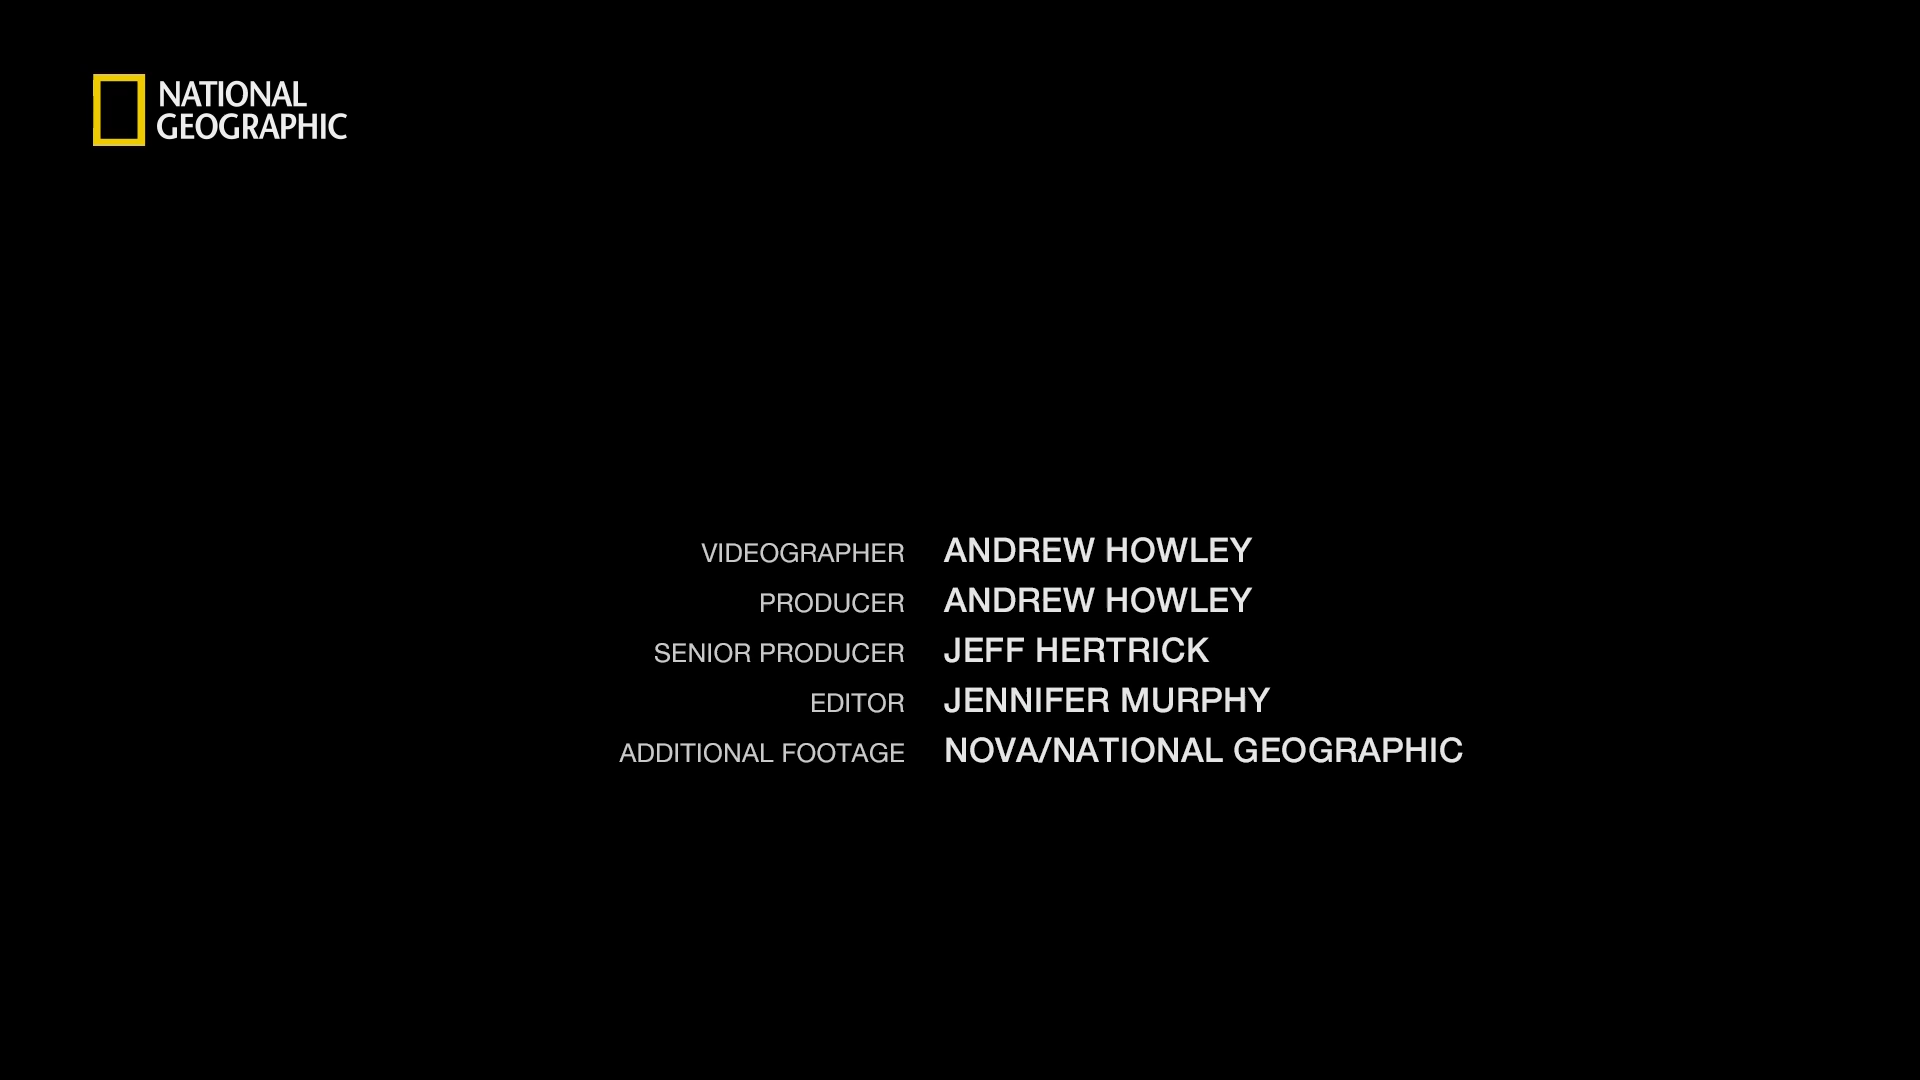 NATIONAL
GEOGRAPHIC
VIDEOGRAPHER ANDREW HOWLEY
PRODUCER ANDREW HOWLEY
SENIOR PRODUCER JEFF HERTRICK
EDITOR JENNIFER MURPHY
ADDITIONAL FOOTAGE NOVA/NATIONAL GEOGRAPHIC